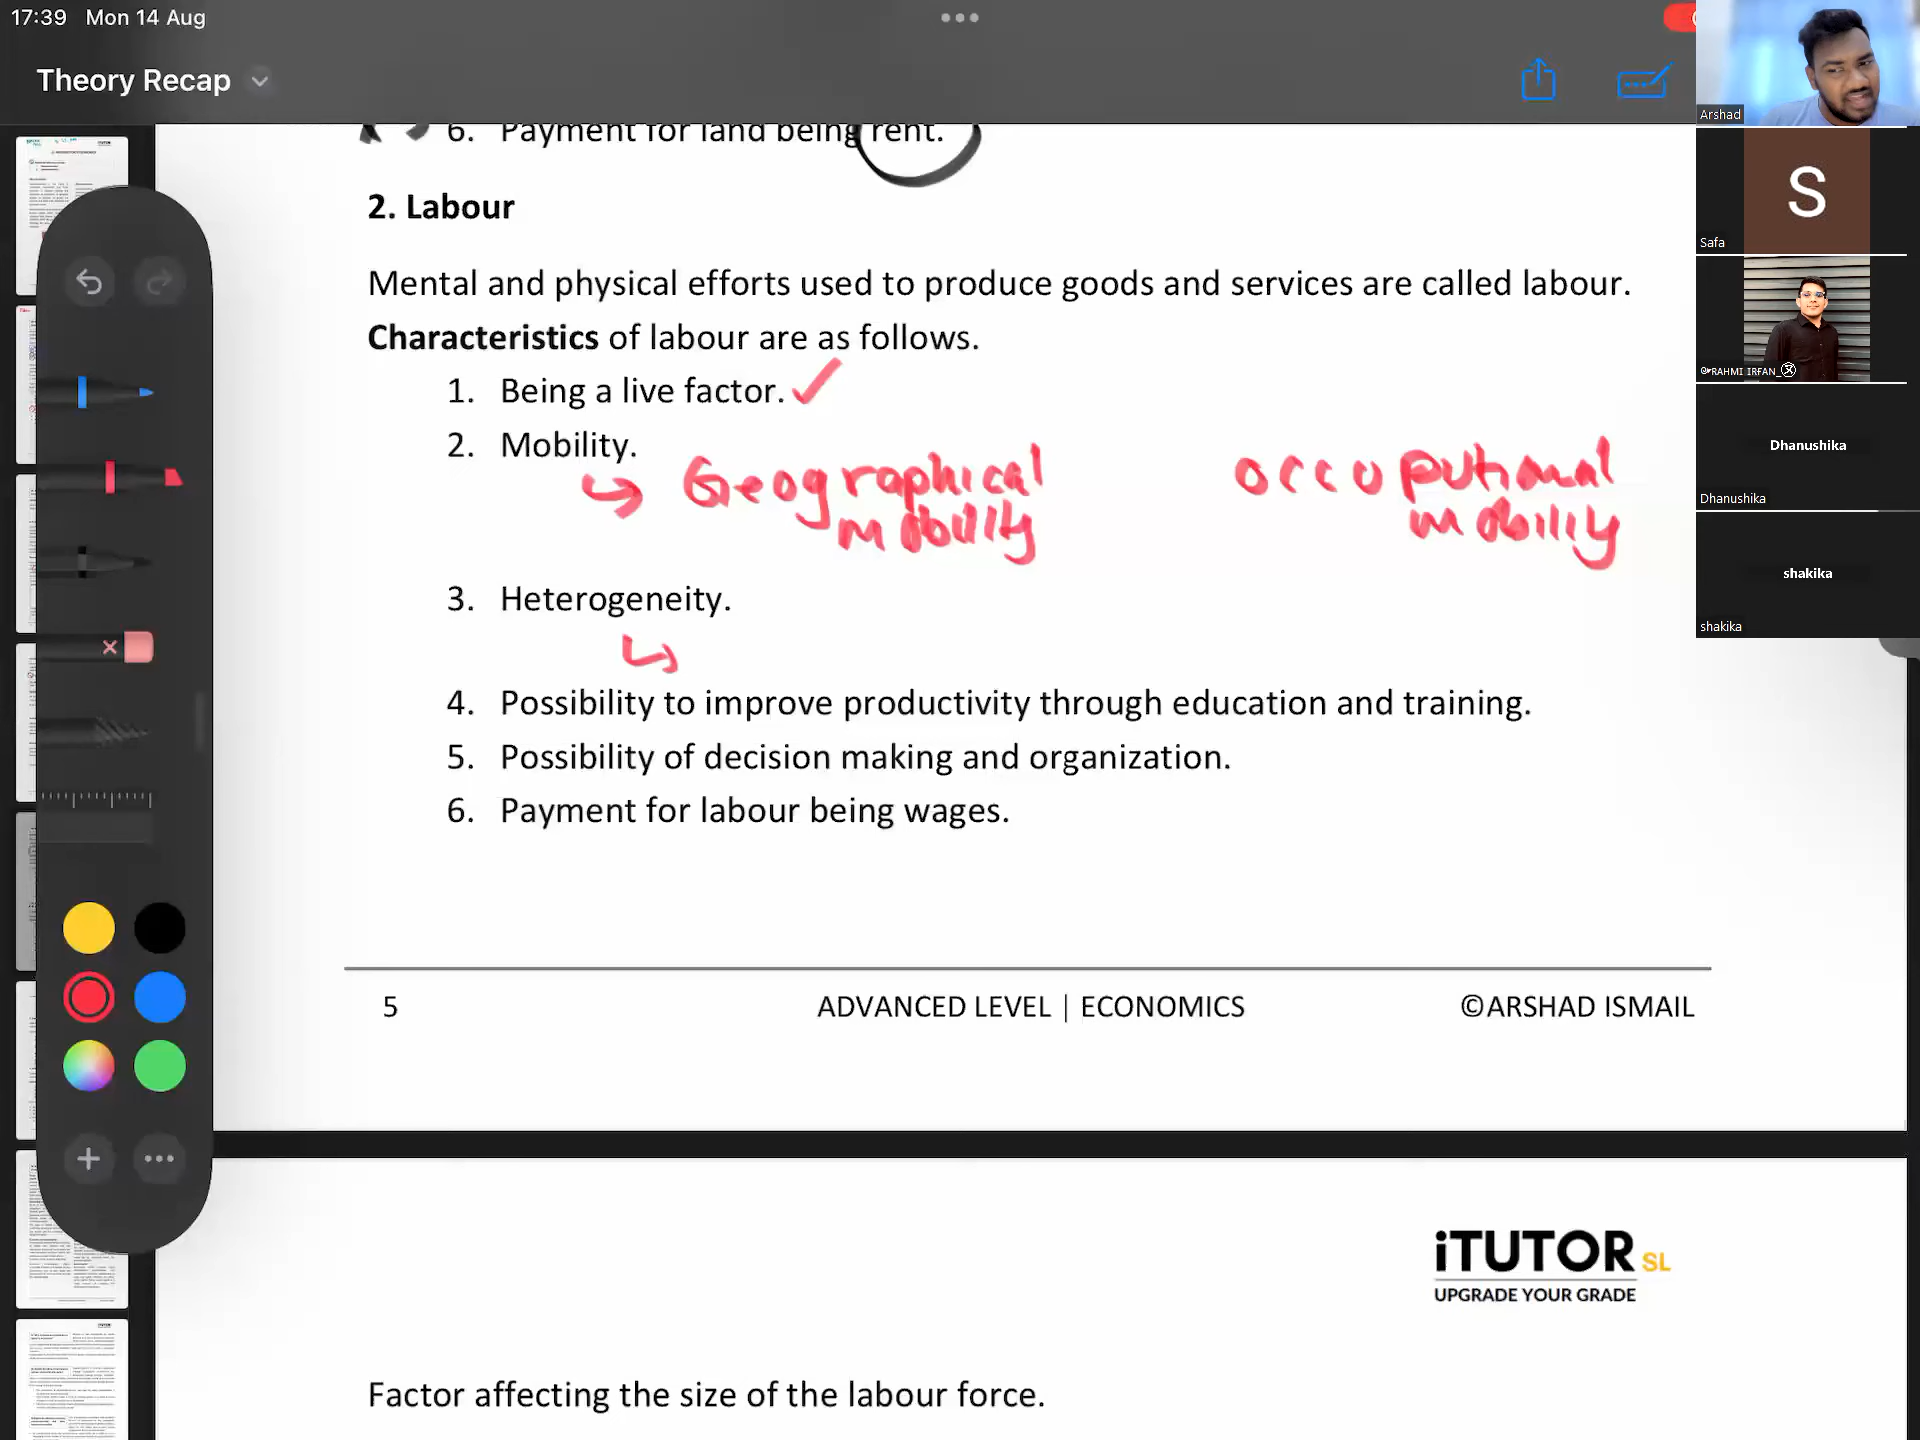 17:39 Mon 14 Aug
Theory Recap
6. Payment for land being rent.
2. Labour
Mental and physical efforts used to produce goods and services are called labour.
Characteristics of labour are as follows.
1. Being a live factor.
2. Mobility.
Geographical mobility
occuputional mobility
3. Heterogeneity.
4. Possibility to improve productivity through education and training.
5. Possibility of decision making and organization.
6. Payment for labour being wages.
5 ADVANCED LEVEL | ECONOMICS ©ARSHAD ISMAIL
iTUTOR SL
UPGRADE YOUR GRADE
Factor affecting the size of the labour force.
Arshad
S
Safa
RAHMI IRFAN_
Dhanushika
Dhanushika
shakika
shakika